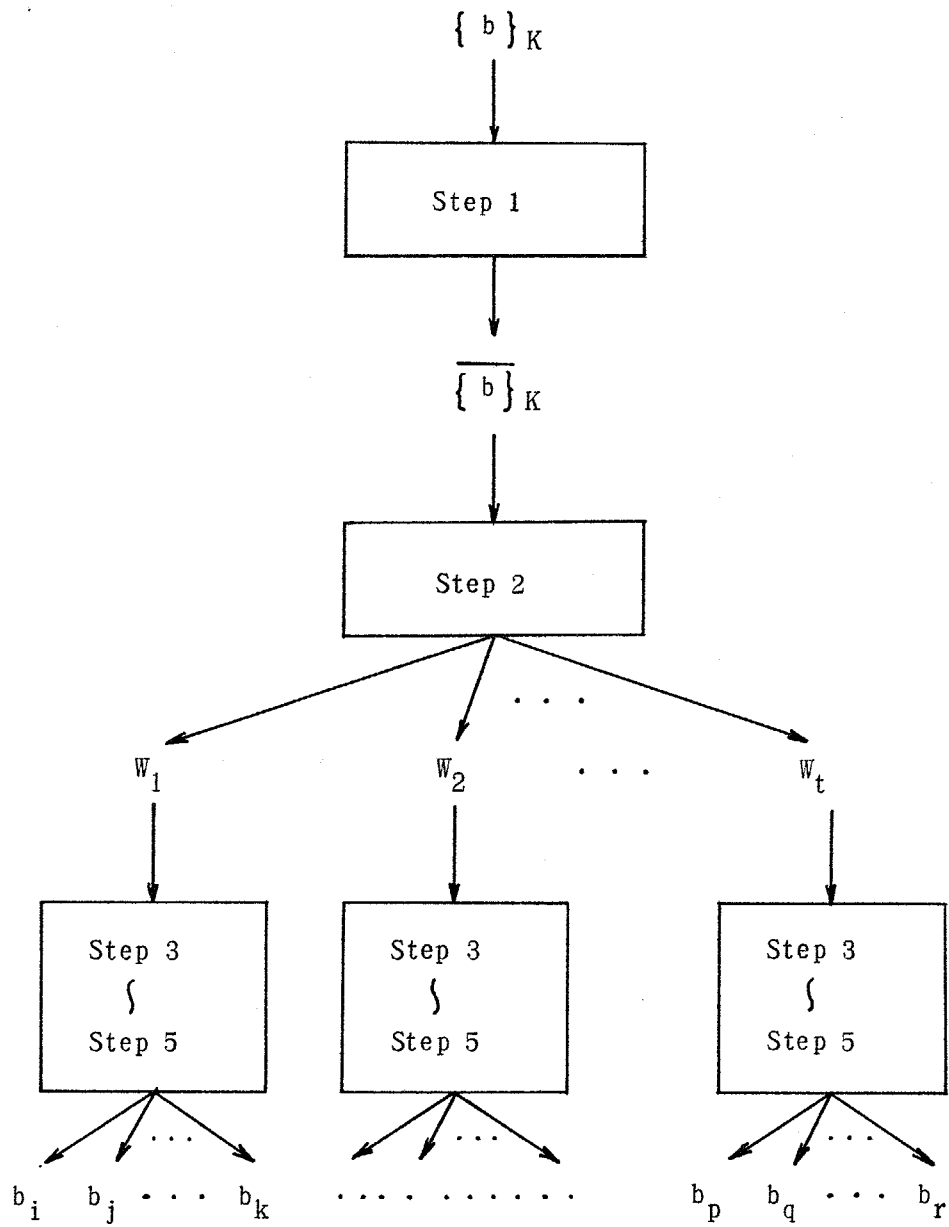 { b }K
Step 1
{ b }K
Step 2
. . .
W1 W2 . . . Wt
Step 3 Step 3 Step 3
∫ ∫ ∫
Step 5 Step 5 Step 5
... ... ...
bi bj . . . bk ..... ....... bp bq . . . br